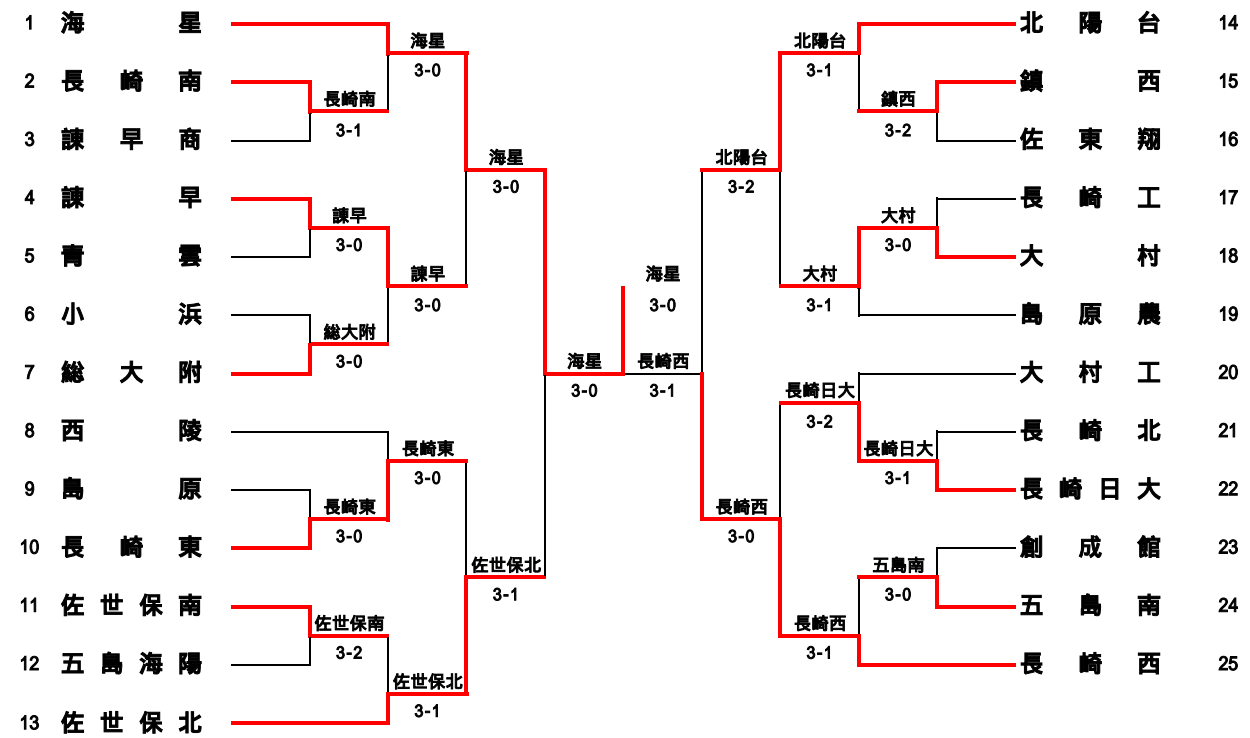 1 海星
2 長崎南
3 諫早商
4 諫早
5 青雲
6 小浜
7 総大附
8 西陵
9 島原
10 長崎東
11 佐世保南
12 五島海陽
13 佐世保北
長崎南
3-1
諫早
3-0
総大附
3-0
長崎東
3-0
佐世保南
3-2
海星
3-0
諫早
3-0
長崎東
3-0
佐世保北
3-1
海星
3-0
佐世保北
3-1
海星
3-0
海星
3-0
長崎西
3-1
北陽台
3-2
長崎西
3-0
北陽台
3-1
大村
3-1
長崎日大
3-2
長崎西
3-1
鎮西
3-2
大村
3-0
長崎日大
3-1
五島南
3-0
北陽台 14
鎮西 15
佐東翔 16
長崎工 17
大村 18
島原農 19
大村工 20
長崎北 21
長崎日大 22
創成館 23
五島南 24
長崎西 25